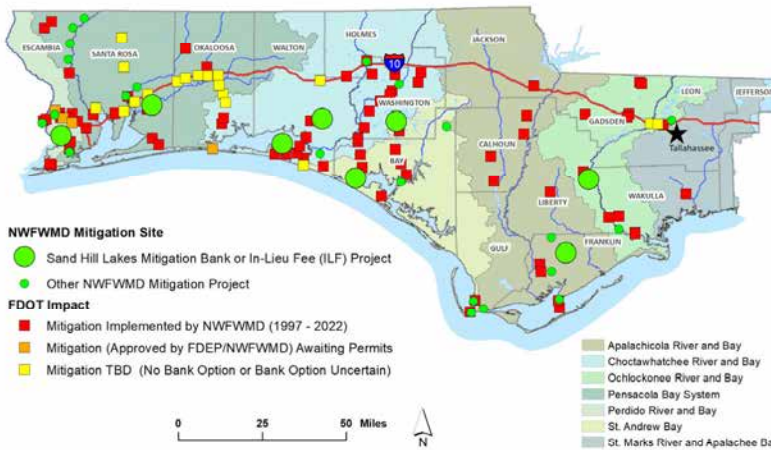 HOLMES
JACKSON
ESCAMBIA
SANTA ROSA
OKALOOSA
WALTON
10
WASHINGTON
LEON
JEFFERSON
GADSDEN
CALHOUN
BAY
Tallahassee
LIBERTY
WAKULLA
GULF
FRANKLIN
NWFWMD Mitigation Site
Sand Hill Lakes Mitigation Bank or In-Lieu Fee (ILF) Project
Other NWFWMD Mitigation Project
FDOT Impact
Mitigation Implemented by NWFWMD (1997 - 2022)
Mitigation (Approved by FDEP/NWFWMD) Awaiting Permits
Mitigation TBD (No Bank Option or Bank Option Uncertain)
0 25 50 Miles
N
Apalachicola River and Bay
Choctawhatchee River and Bay
Ochlockonee River and Bay
Pensacola Bay System
Perdido River and Bay
St. Andrew Bay
St. Marks River and Apalachee Ba